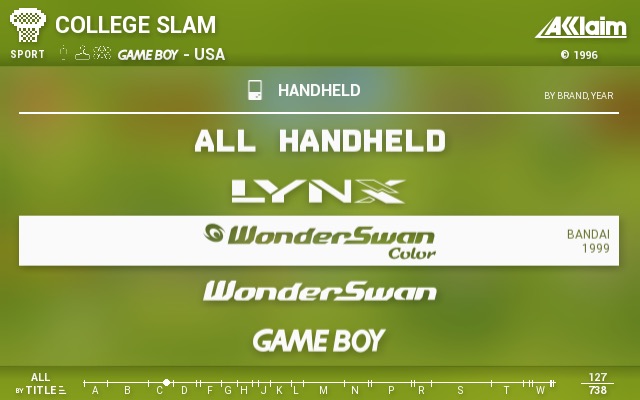 COLLEGE SLAM
AKklaim
SPORT
GAME BOY - USA
© 1996
HANDHELD
BY BRAND, YEAR
ALL HANDHELD
LYNX
WonderSwan
Color
BANDAI
1999
WonderSwan
GAME BOY
ALL
BY TITLE
A B C D F G H J K L M N P R S T W
127
738